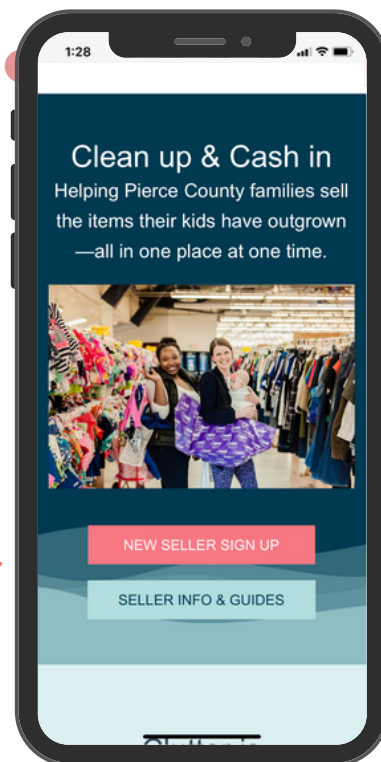 1:28
Clean up & Cash in
Helping Pierce County families sell
the items their kids have outgrown
—all in one place at one time.
NEW SELLER SIGN UP
SELLER INFO & GUIDES